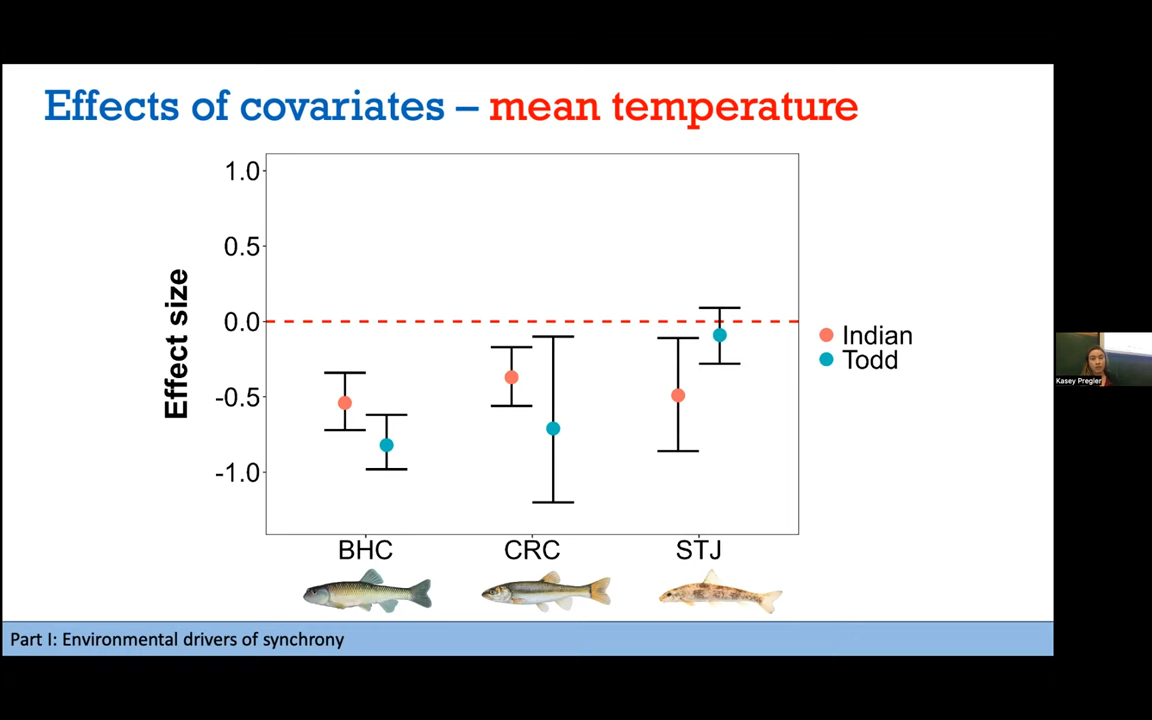 Effects of covariates – mean temperature
1.0
0.5
0.0
-0.5
-1.0
Effect size
BHC CRC STJ
Indian
Todd
Kasey Pregler
Part I: Environmental drivers of synchrony